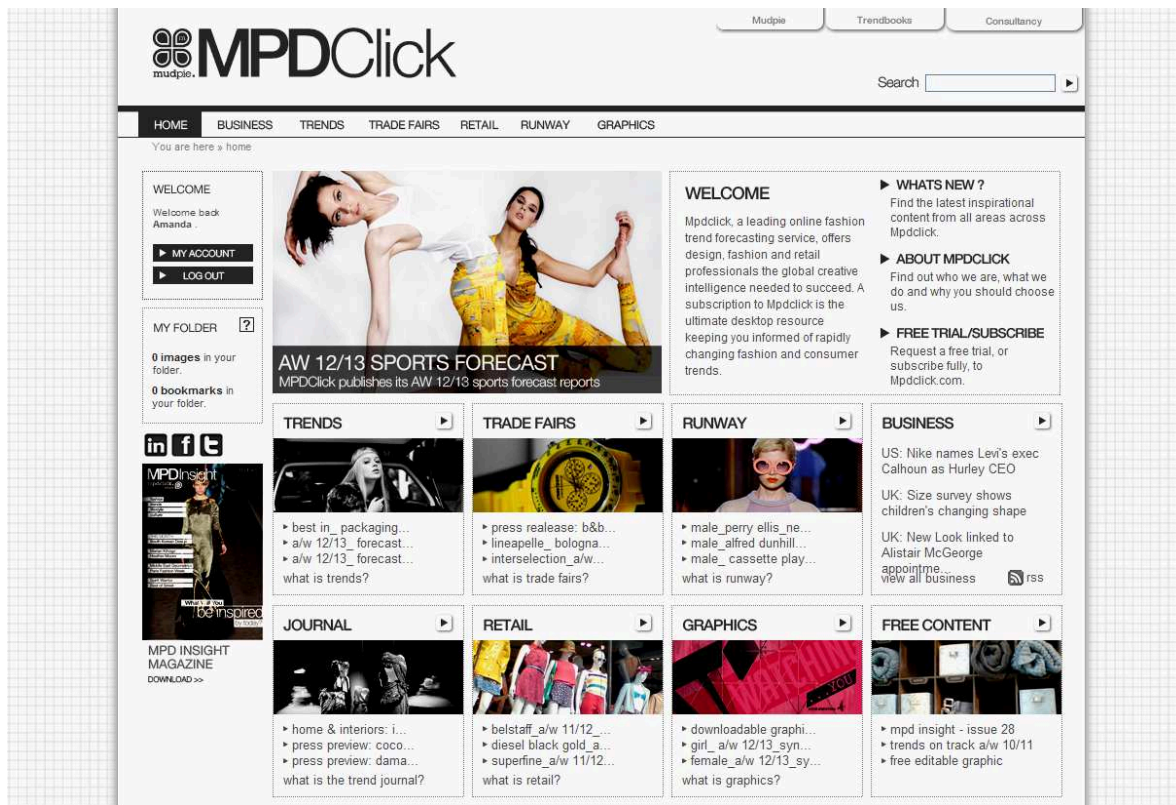 Mudpie
Trendbooks
Consultancy
mudpie. MPDClick
Search
HOME
BUSINESS
TRENDS
TRADE FAIRS
RETAIL
RUNWAY
GRAPHICS
You are here » home
WELCOME
Welcome back
Amanda .
MY ACCOUNT
LOG OUT
MY FOLDER
?
0 images in your
folder.
0 bookmarks in
your folder.
in f t
MPDInsight
What Will You
be inspired
by today?
MPD INSIGHT
MAGAZINE
DOWNLOAD >>
AW 12/13 SPORTS FORECAST
MPDClick publishes its AW 12/13 sports forecast reports
WELCOME
Mpdclick, a leading online fashion
trend forecasting service, offers
design, fashion and retail
professionals the global creative
intelligence needed to succeed. A
subscription to Mpdclick is the
ultimate desktop resource
keeping you informed of rapidly
changing fashion and consumer
trends.
WHATS NEW ?
Find the latest inspirational
content from all areas across
Mpdclick.
ABOUT MPDCLICK
Find out who we are, what we
do and why you should choose
us.
FREE TRIAL/SUBSCRIBE
Request a free trial, or
subscribe fully, to
Mpdclick.com.
TRENDS
best in_ packaging...
a/w 12/13_ forecast...
a/w 12/13_ forecast...
what is trends?
TRADE FAIRS
press realease: b&b...
lineapelle_ bologna...
interselection_a/w...
what is trade fairs?
RUNWAY
male_perry ellis_ne...
male_alfred dunhill...
male_ cassette play...
what is runway?
BUSINESS
US: Nike names Levi's exec
Calhoun as Hurley CEO
UK: Size survey shows
children's changing shape
UK: New Look linked to
Alistair McGeorge
appointme...
view all business
rss
JOURNAL
home & interiors: i...
press preview: coco...
press preview: dama...
what is the trend journal?
RETAIL
belstaff_a/w 11/12_...
diesel black gold_a...
superfine_a/w 11/12...
what is retail?
GRAPHICS
WATCHING
...YOU
downloadable graphi...
girl_ a/w 12/13_syn...
female_a/w 12/13_sy...
what is graphics?
FREE CONTENT
mpd insight - issue 28
trends on track a/w 10/11
free editable graphic